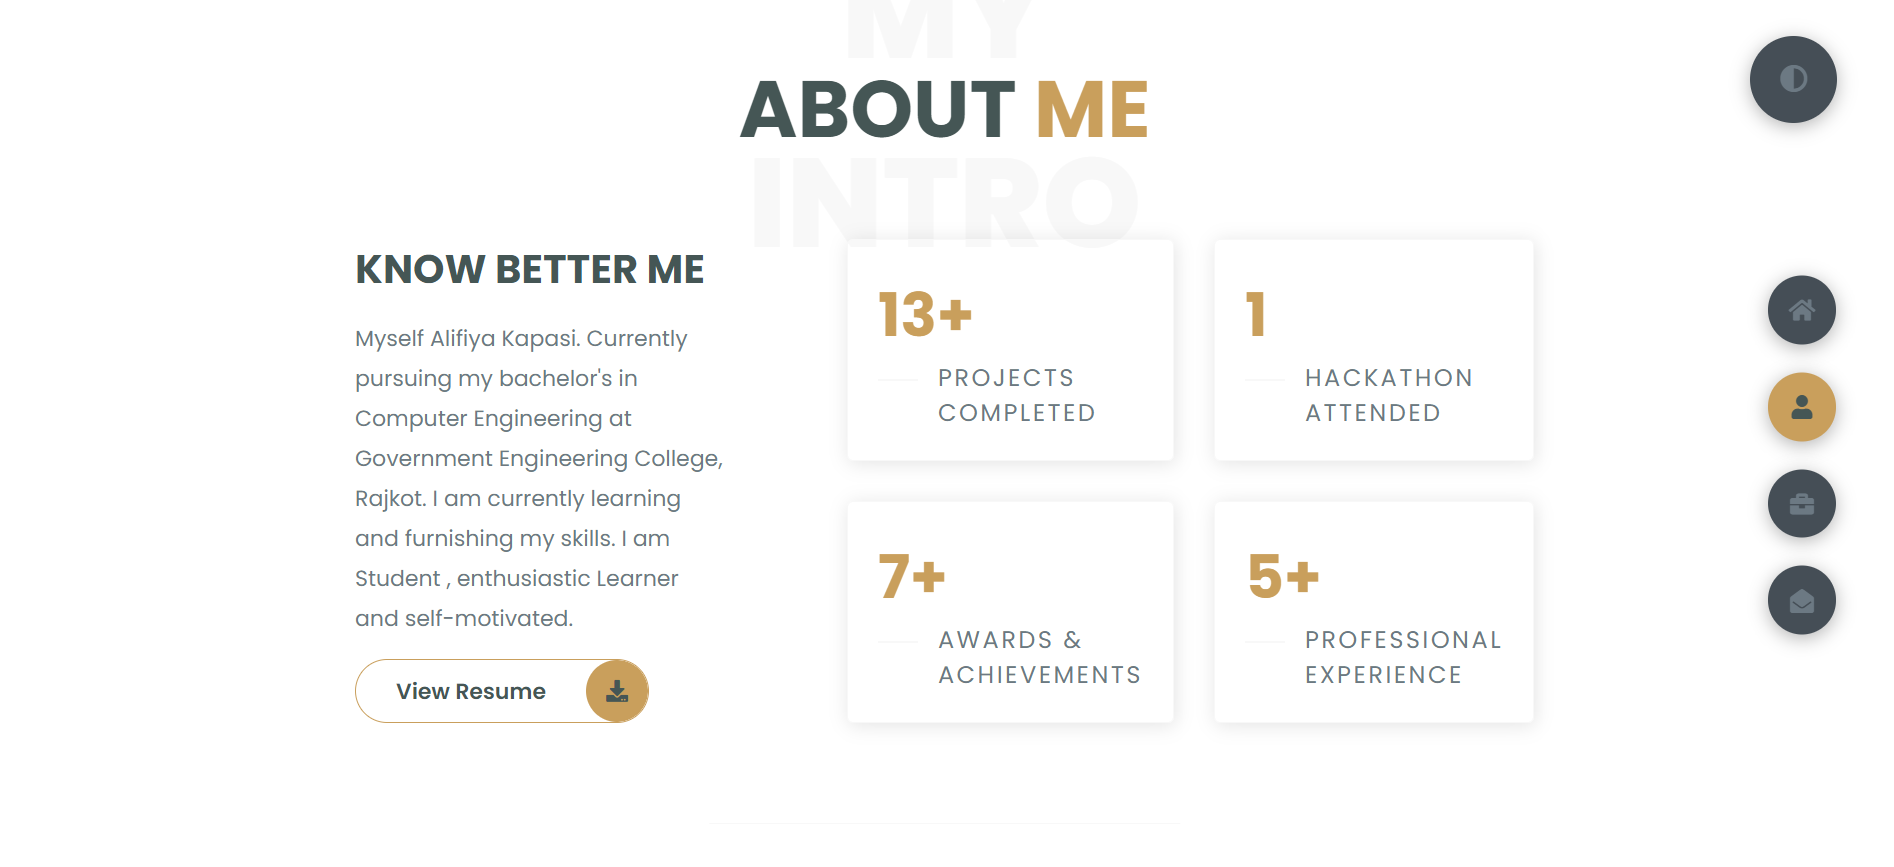 MY
ABOUT ME
INTRO
KNOW BETTER ME
Myself Alifiya Kapasi. Currently
pursuing my bachelor's in
Computer Engineering at
Government Engineering College,
Rajkot. I am currently learning
and furnishing my skills. I am
Student , enthusiastic Learner
and self-motivated.
View Resume
13+
PROJECTS
COMPLETED
1
HACKATHON
ATTENDED
7+
AWARDS &
ACHIEVEMENTS
5+
PROFESSIONAL
EXPERIENCE